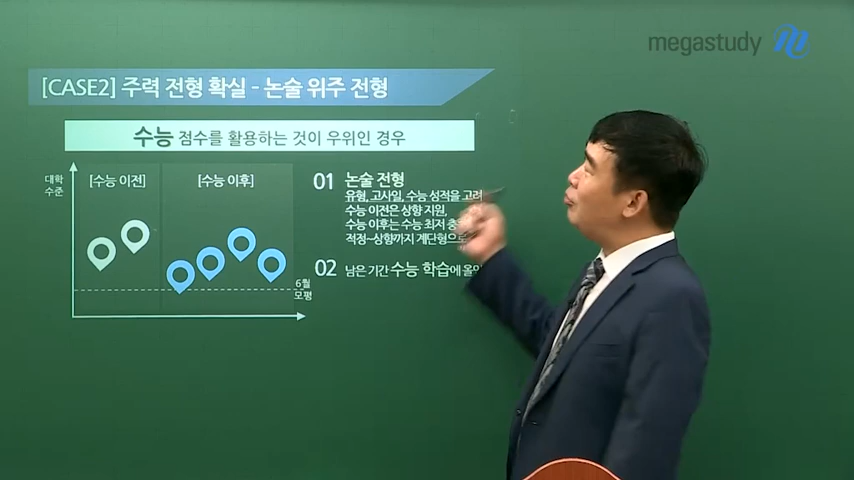 megastudy
[CASE2] 주력 전형 확실 - 논술 위주 전형
수능 점수를 활용하는 것이 우위인 경우
대학
수준
[수능 이전]
[수능 이후]
6월
모평
01 논술 전형
유형, 고사일, 수능 성적을 고려
수능 이전은 상향 지원,
수능 이후는 수능 최저 충
적정~상향까지 계단형으로
02 남은 기간 수능 학습에 올인